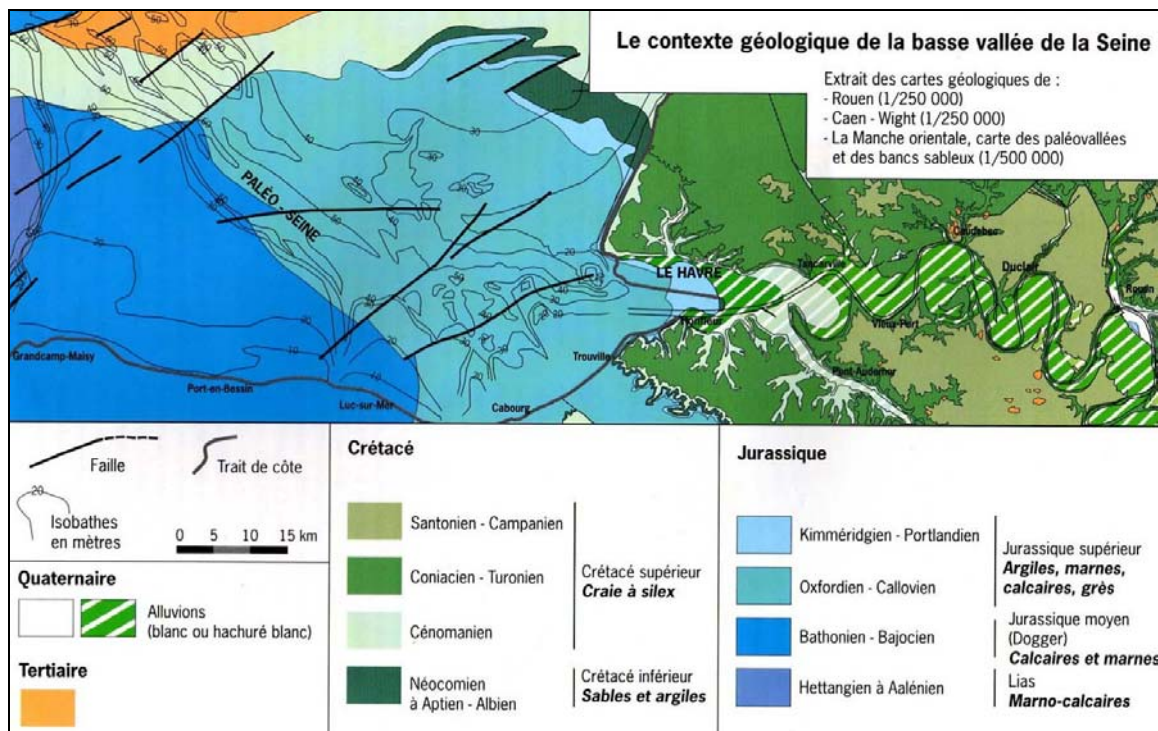 Le contexte géologique de la basse vallée de la Seine
Extrait des cartes géologiques de :
- Rouen (1/250 000)
- Caen - Wight (1/250 000)
- La Manche orientale, carte des paléovallées
et des bancs sableux (1/500 000)
PALÉO - SEINE
LE HAVRE
Tancarville
Caudebec
Duclair
Rouen
Honfleur
Vieux-Port
Pont-Audemer
Trouville
Grandcamp-Maisy
Port-en-Bessin
Luc-sur-Mer
Cabourg
Faille
Trait de côte
20
Isobathes
en mètres
0 5 10 15 km
Quaternaire
Alluvions
(blanc ou hachuré blanc)
Tertiaire
Crétacé
Santonien - Campanien
Coniacien - Turonien
Cénomanien
Crétacé supérieur
Craie à silex
Néocomien
à Aptien - Albien
Crétacé inférieur
Sables et argiles
Jurassique
Kimméridgien - Portlandien
Oxfordien - Callovien
Jurassique supérieur
Argiles, marnes,
calcaires, grès
Bathonien - Bajocien
Jurassique moyen
(Dogger)
Calcaires et marnes
Hettangien à Aalénien
Lias
Marno-calcaires